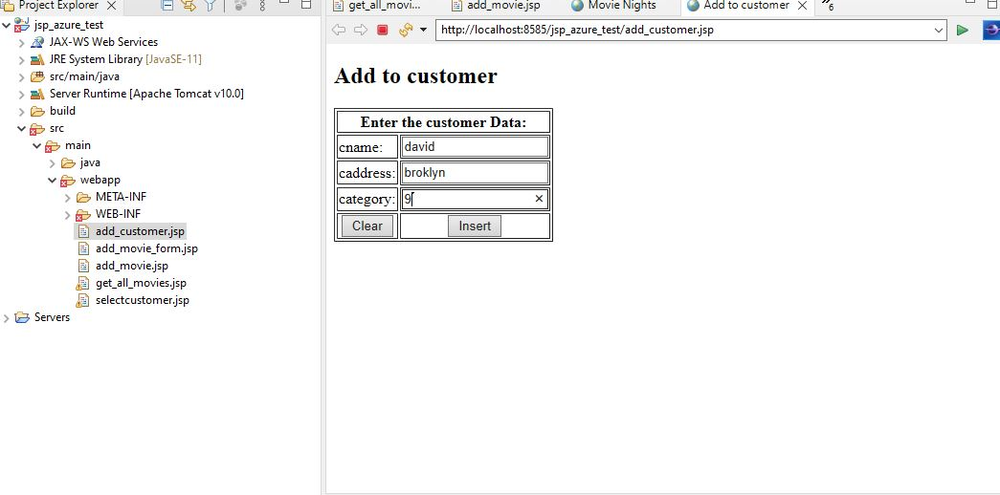 Project Explorer
jsp_azure_test
JAX-WS Web Services
JRE System Library [JavaSE-11]
src/main/java
Server Runtime [Apache Tomcat v10.0]
build
src
main
java
webapp
META-INF
WEB-INF
add_customer.jsp
add_movie_form.jsp
add_movie.jsp
get_all_movies.jsp
selectcustomer.jsp
Servers
get_all_movi... add_movie.jsp Movie Nights Add to customer 6
http://localhost:8585/jsp_azure_test/add_customer.jsp
Add to customer
Enter the customer Data:
cname: david
caddress: broklyn
category: 9
Clear Insert